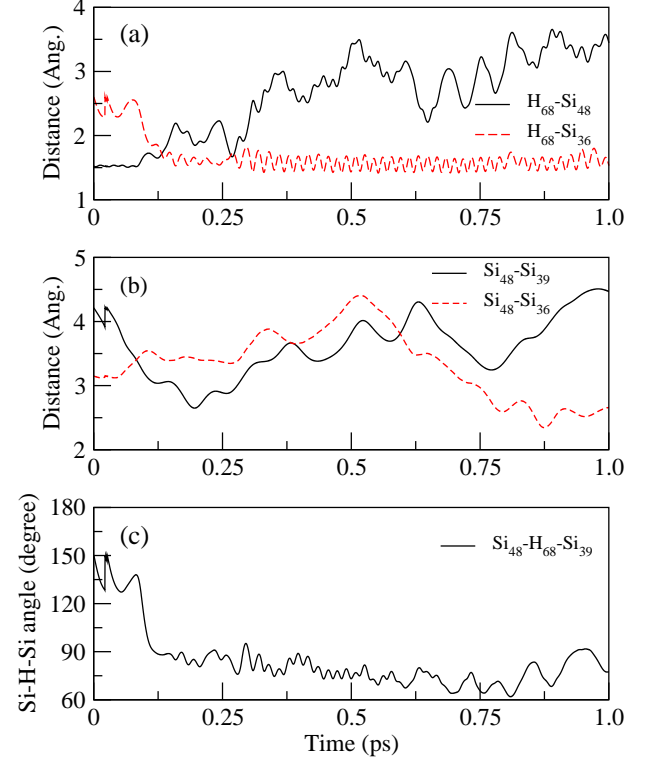 4
(a)
3
Distance (Ang.)
H68-Si48
2
H68-Si36
1
0 0.25 0.5 0.75 1.0
5
(b)
Si48-Si39
4
Si48-Si36
Distance (Ang.)
3
2
0 0.25 0.5 0.75 1.0
180
(c)
150
Si48-H68-Si39
120
Si-H-Si angle (degree)
90
60
0 0.25 0.5 0.75 1.0
Time (ps)